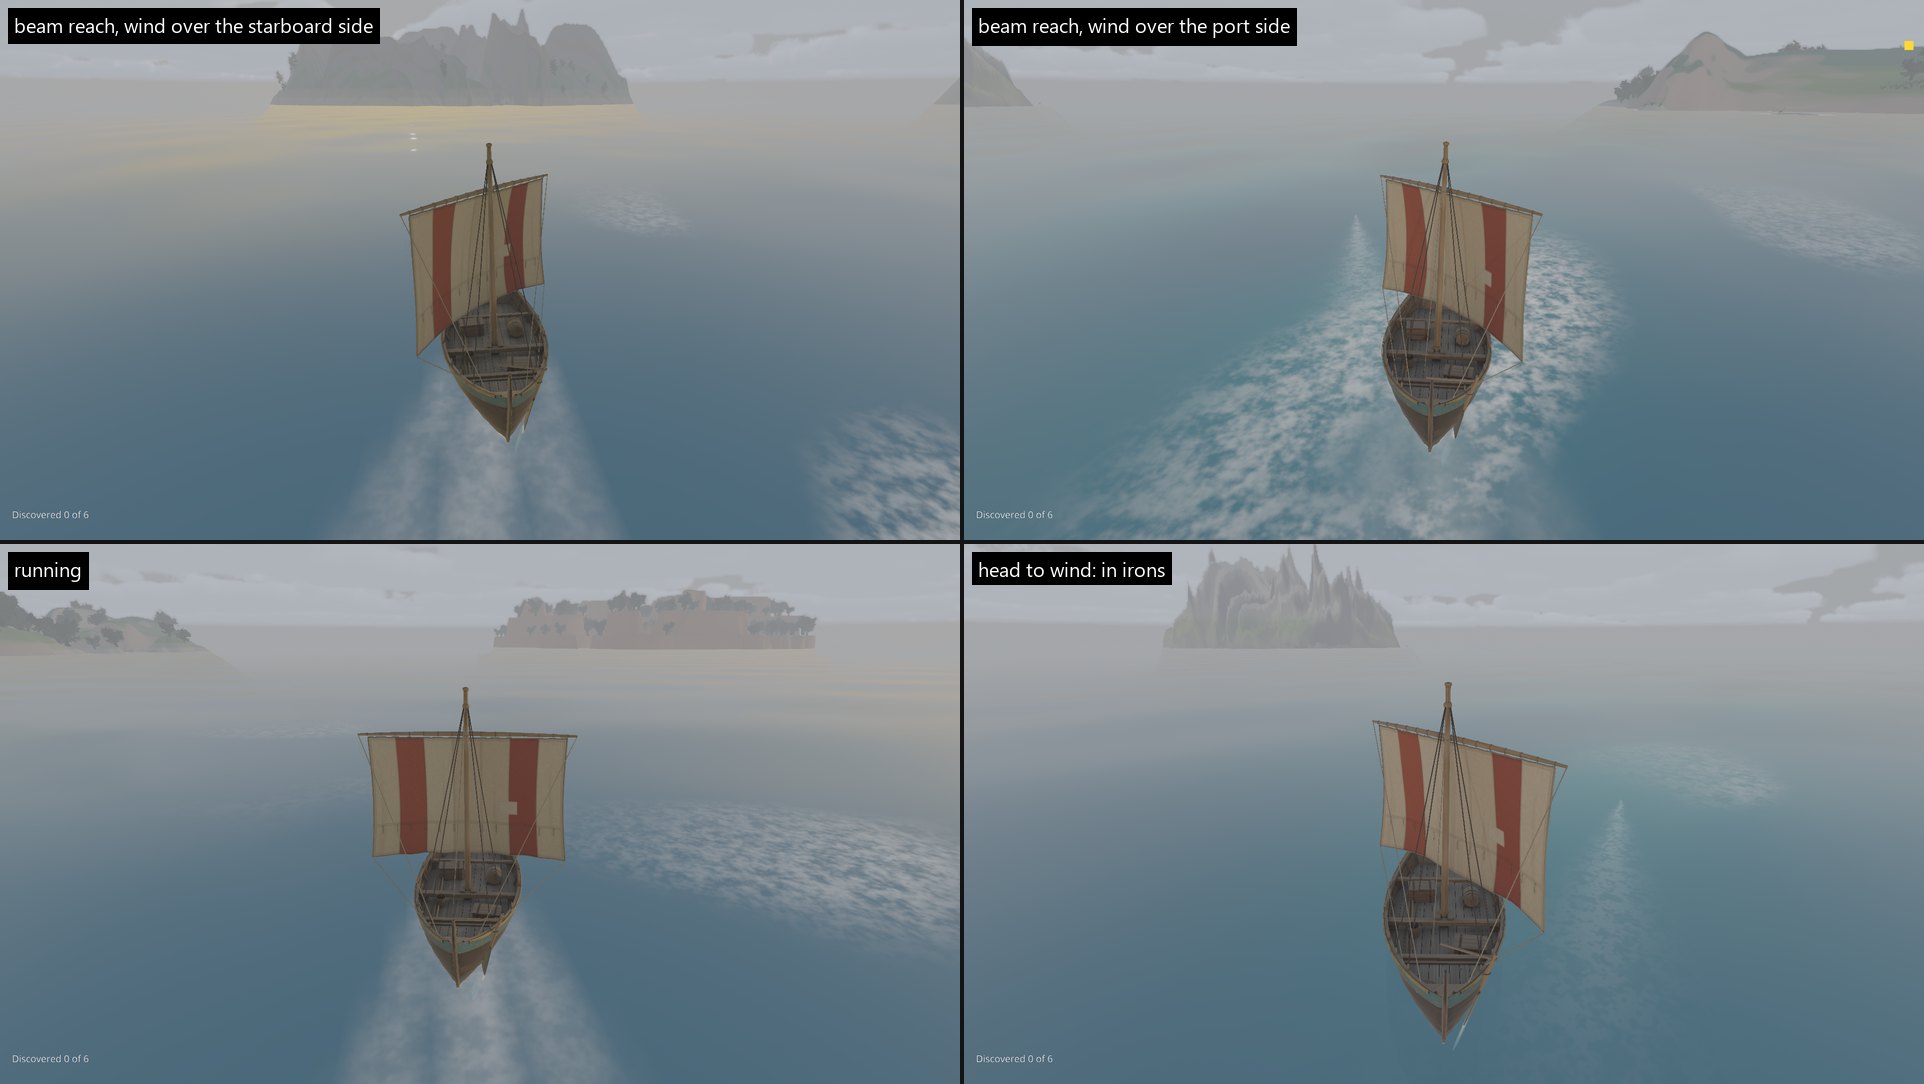 beam reach, wind over the starboard side
beam reach, wind over the port side
Discovered 0 of 6
Discovered 0 of 6
running
head to wind: in irons
Discovered 0 of 6
Discovered 0 of 6